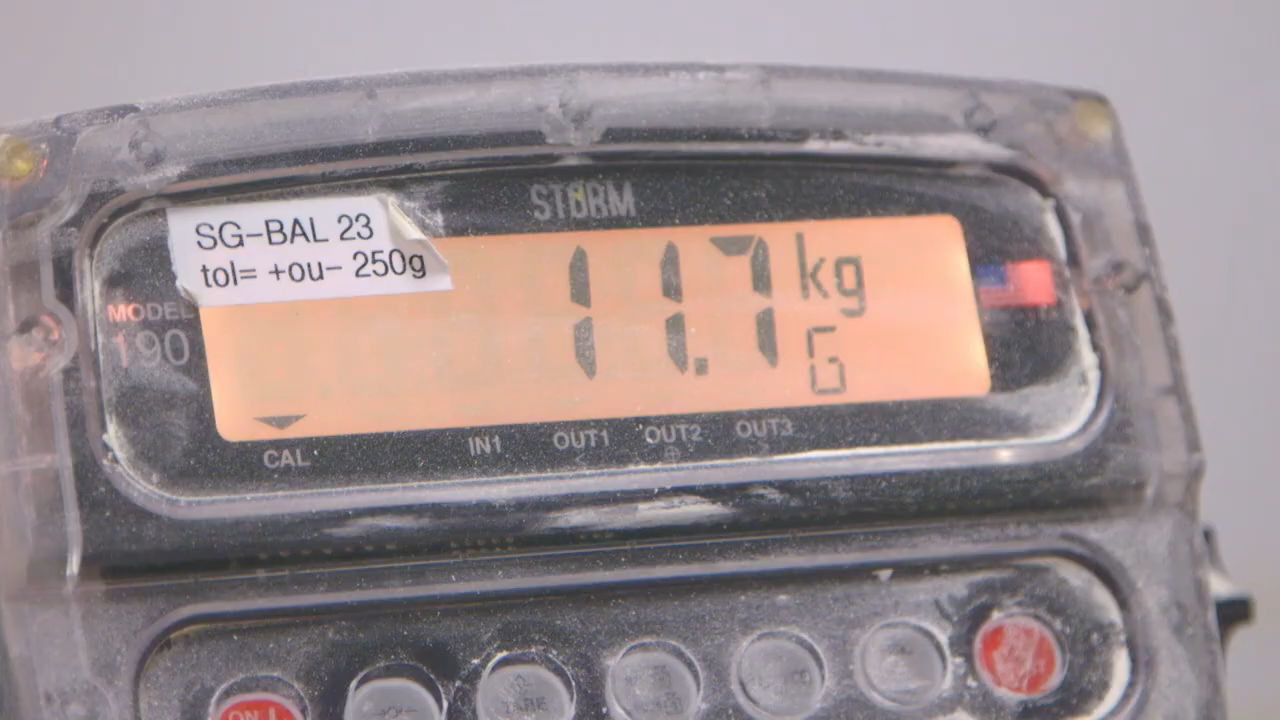 STORM
SG-BAL 23
tol= +ou- 250g
11.7 kg
G
MODEL
190
CAL
IN1
OUT1
OUT2
OUT3
ON
TARE